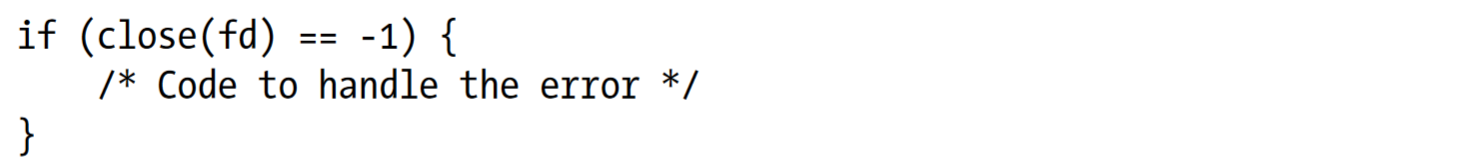 if (close(fd) == -1) {
    /* Code to handle the error */
}